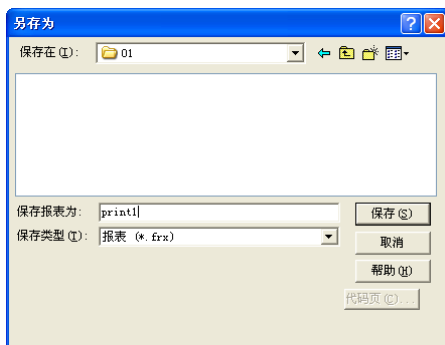 另存为
保存在(I): 01
保存报表为: print1 保存(S)
保存类型(T): 报表 (*.frx) 取消
帮助(H)
代码页(C)...